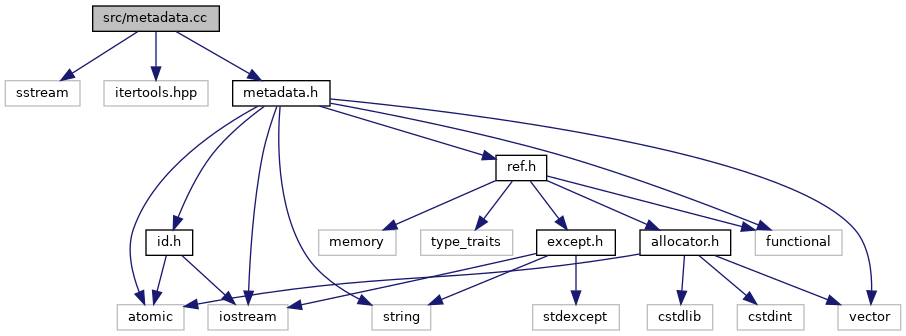 src/metadata.cc
sstream
itertools.hpp
metadata.h
ref.h
id.h
memory
type_traits
except.h
allocator.h
functional
atomic
iostream
string
stdexcept
cstdlib
cstdint
vector